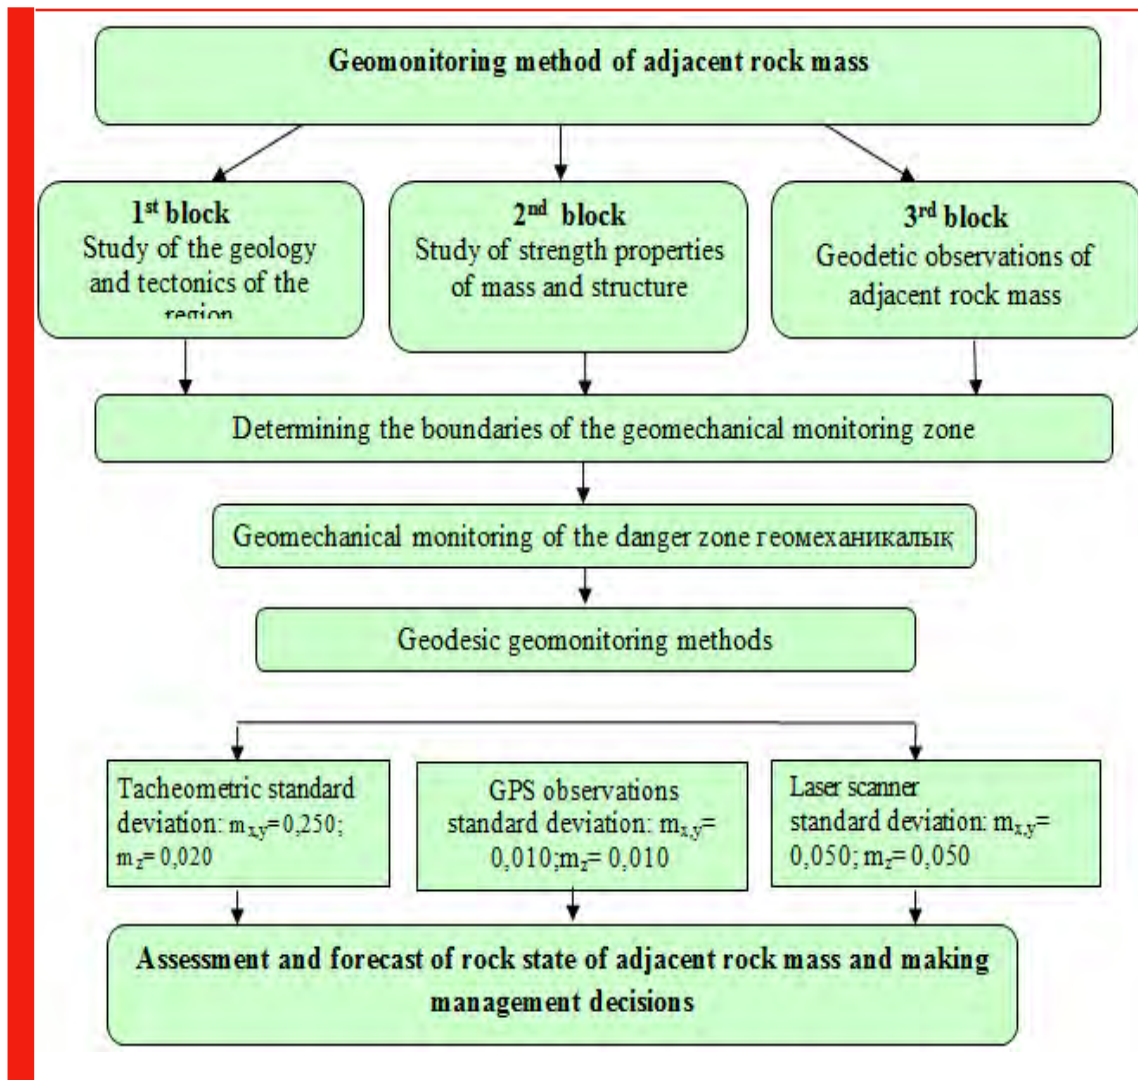 Geomonitoring method of adjacent rock mass
1st block
Study of the geology
and tectonics of the
region
2nd block
Study of strength properties
of mass and structure
3rd block
Geodetic observations of
adjacent rock mass
Determining the boundaries of the geomechanical monitoring zone
Geomechanical monitoring of the danger zone геомеханикалық
Geodesic geomonitoring methods
Tacheometric standard
deviation: mx,y=0,250;
mz=0,020
GPS observations
standard deviation: mx,y=
0,010;mz= 0,010
Laser scanner
standard deviation: mx,y=
0,050; mz= 0,050
Assessment and forecast of rock state of adjacent rock mass and making
management decisions